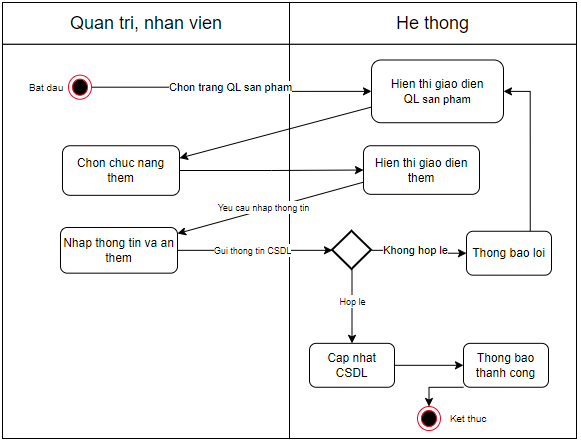 Quan tri, nhan vien
He thong
Bat dau
Chon trang QL san pham
Hien thi giao dien
QL san pham
Chon chuc nang
them
Hien thi giao dien
them
Yeu cau nhap thong tin
Nhap thong tin va an
them
Gui thong tin CSDL
Khong hop le
Thong bao loi
Hop le
Cap nhat
CSDL
Thong bao
thanh cong
Ket thuc